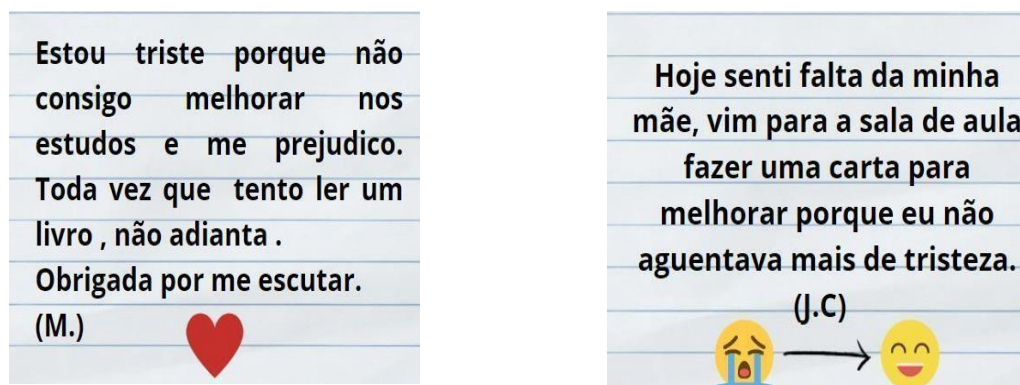 Estou triste porque não
consigo melhorar nos
estudos e me prejudico.
Toda vez que tento ler um
livro , não adianta .
Obrigada por me escutar.
(M.)
Hoje senti falta da minha
mãe, vim para a sala de aula
fazer uma carta para
melhorar porque eu não
aguentava mais de tristeza.
(J.C)